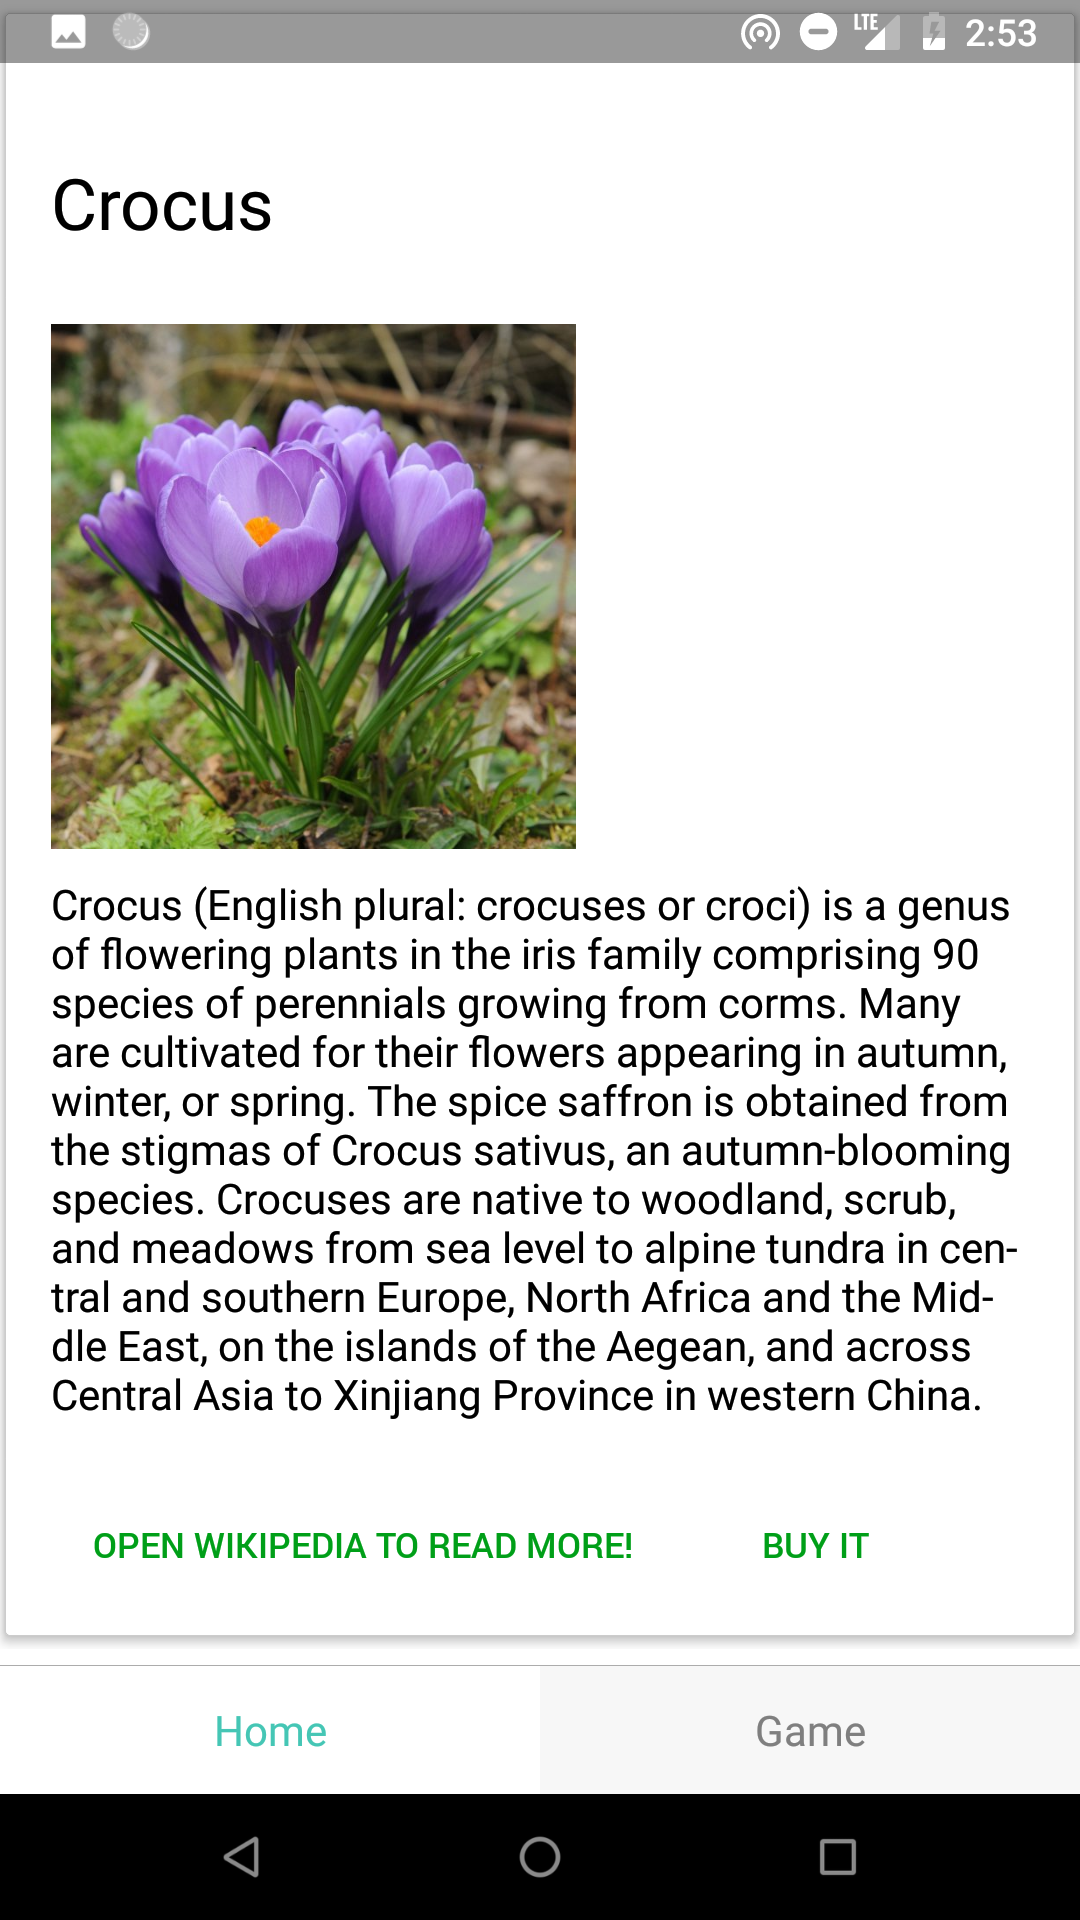 LTE 2:53
Crocus
Crocus (English plural: crocuses or croci) is a genus
of flowering plants in the iris family comprising 90
species of perennials growing from corms. Many
are cultivated for their flowers appearing in autumn,
winter, or spring. The spice saffron is obtained from
the stigmas of Crocus sativus, an autumn-blooming
species. Crocuses are native to woodland, scrub,
and meadows from sea level to alpine tundra in cen-
tral and southern Europe, North Africa and the Mid-
dle East, on the islands of the Aegean, and across
Central Asia to Xinjiang Province in western China.
OPEN WIKIPEDIA TO READ MORE! BUY IT
Home Game